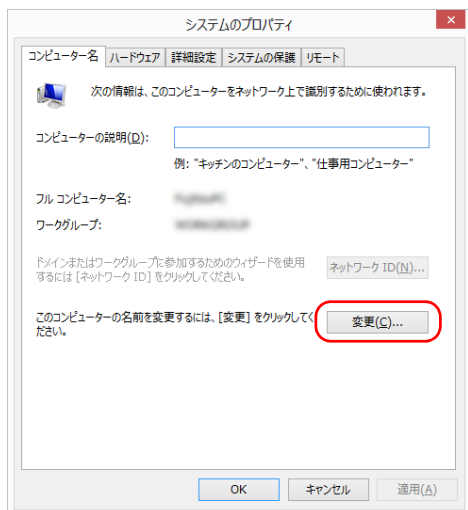 システムのプロパティ
コンピューター名 ハードウェア 詳細設定 システムの保護 リモート
次の情報は、このコンピューターをネットワーク上で識別するために使われます。
コンピューターの説明(D):
例: "キッチンのコンピューター"、"仕事用コンピューター"
フル コンピューター名:
ワークグループ:
ドメインまたはワークグループに参加するためのウィザードを使用
するには [ネットワーク ID] をクリックしてください。
ネットワーク ID(N)...
このコンピューターの名前を変更するには、[変更] をクリックしてく
ださい。
変更(C)...
OK キャンセル 適用(A)